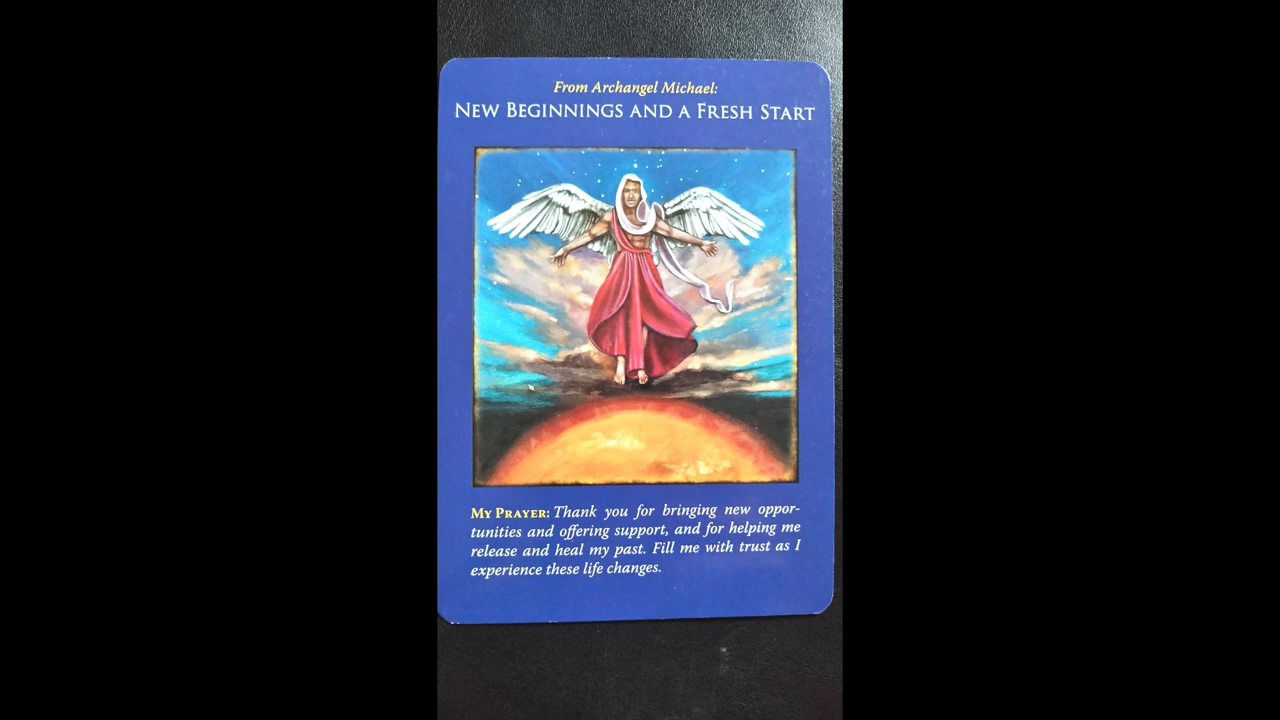 From Archangel Michael:
New Beginnings and a Fresh Start
My Prayer: Thank you for bringing new oppor-
tunities and offering support, and for helping me
release and heal my past. Fill me with trust as I
experience these life changes.